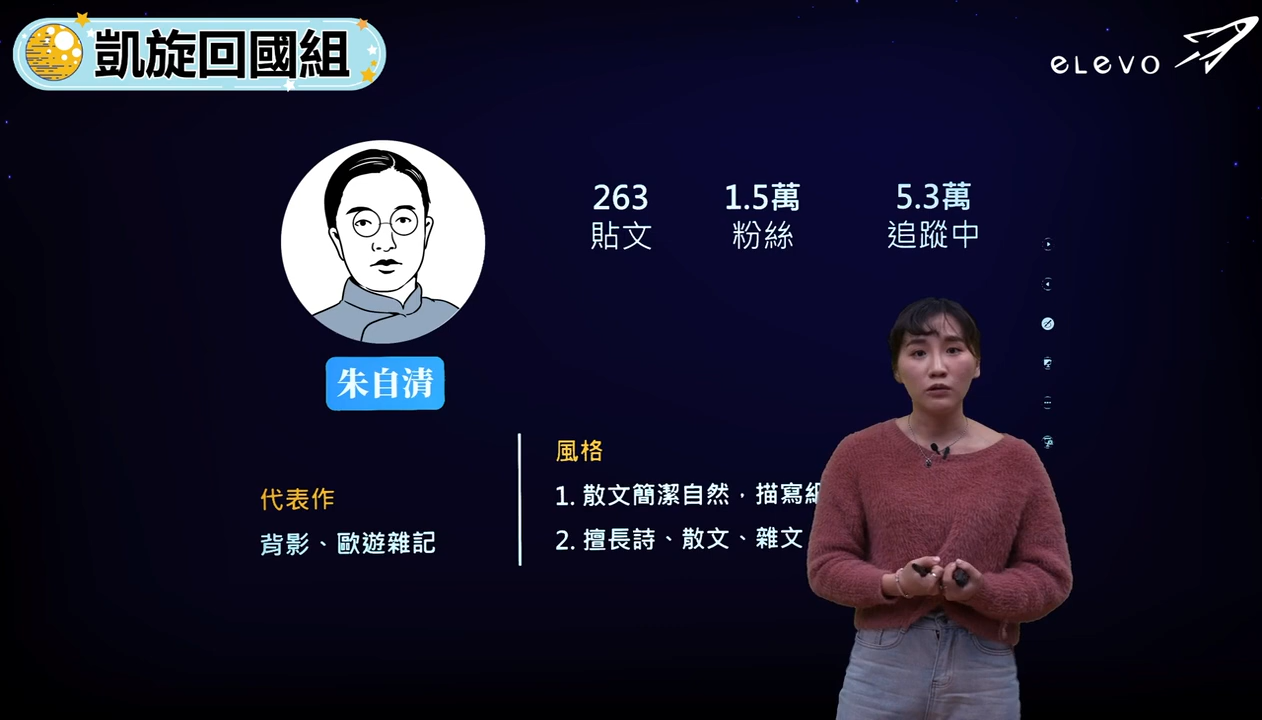 凱旋回國組
eLevo
263
貼文
1.5萬
粉絲
5.3萬
追蹤中
朱自清
代表作
背影、歐遊雜記
風格
1. 散文簡潔自然，描寫
2. 擅長詩、散文、雜文